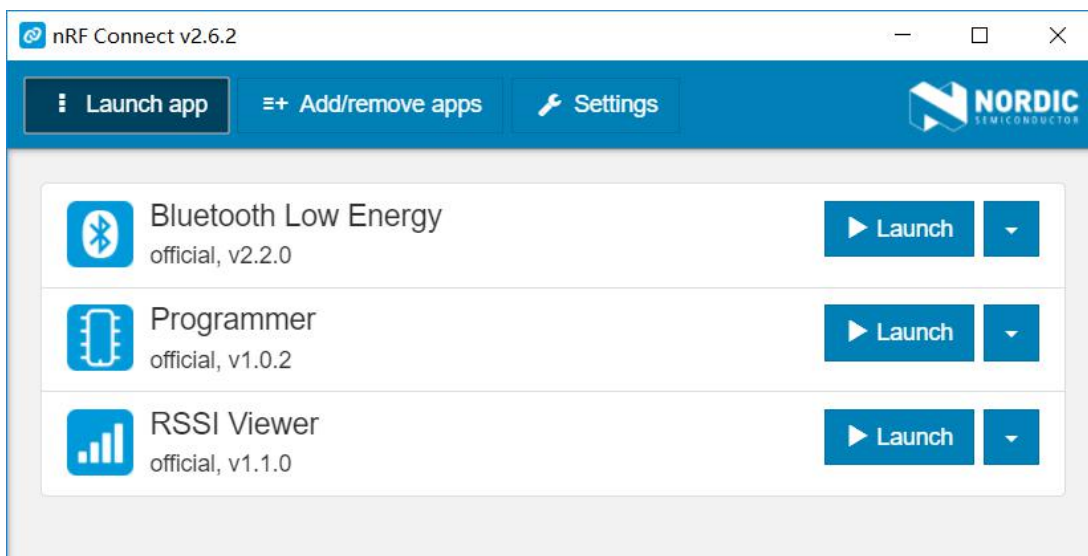 nRF Connect v2.6.2
Launch app
Add/remove apps
Settings
NORDIC
SEMICONDUCTOR
Bluetooth Low Energy
official, v2.2.0
Launch
Programmer
official, v1.0.2
Launch
RSSI Viewer
official, v1.1.0
Launch